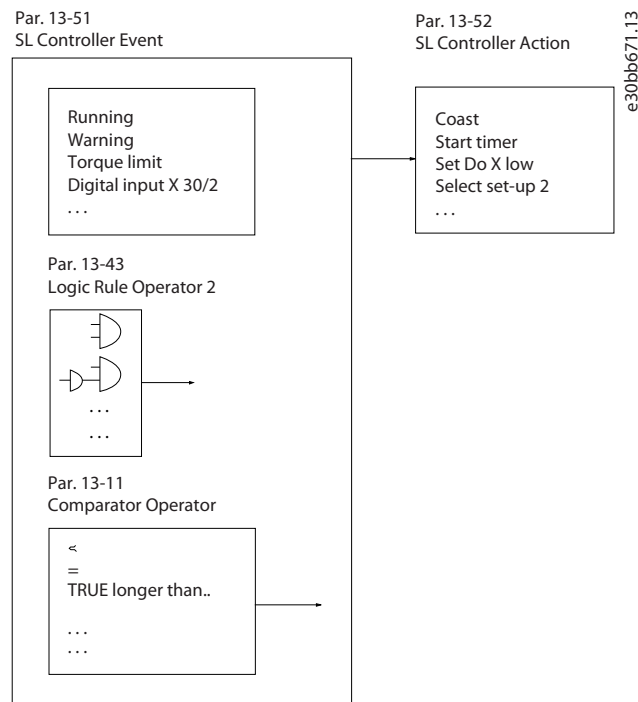 Par. 13-51
SL Controller Event
Par. 13-52
SL Controller Action
e30bb671.13
Running
Warning
Torque limit
Digital input X 30/2
. . .
Coast
Start timer
Set Do X low
Select set-up 2
. . .
Par. 13-43
Logic Rule Operator 2
. . .
. . .
Par. 13-11
Comparator Operator
<
=
TRUE longer than..
. . .
. . .